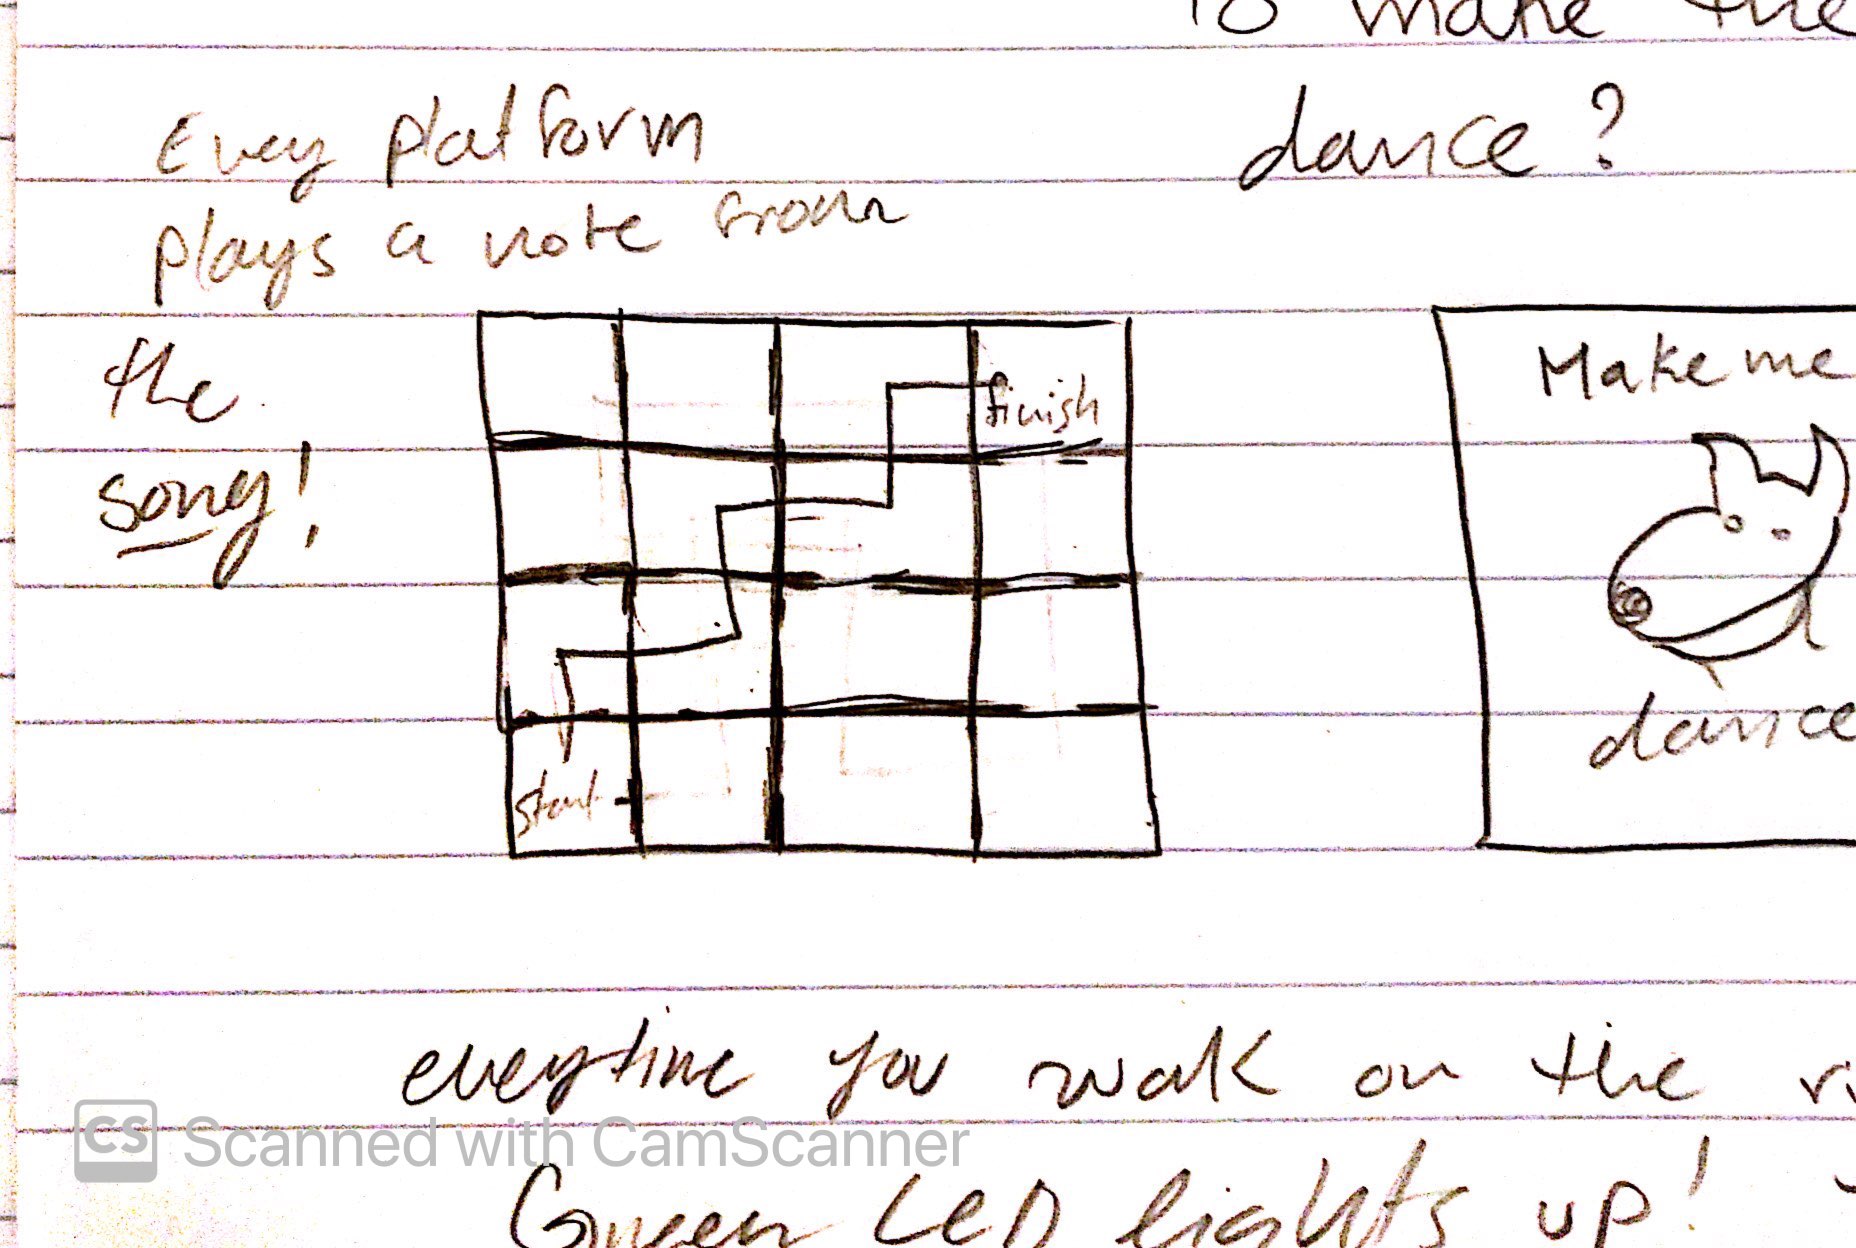 to make the
dance?
Every platform
plays a note from
the
song!
finish
start
Make me
dance
everytime you walk on the
Green LED lights up!
CS Scanned with CamScanner